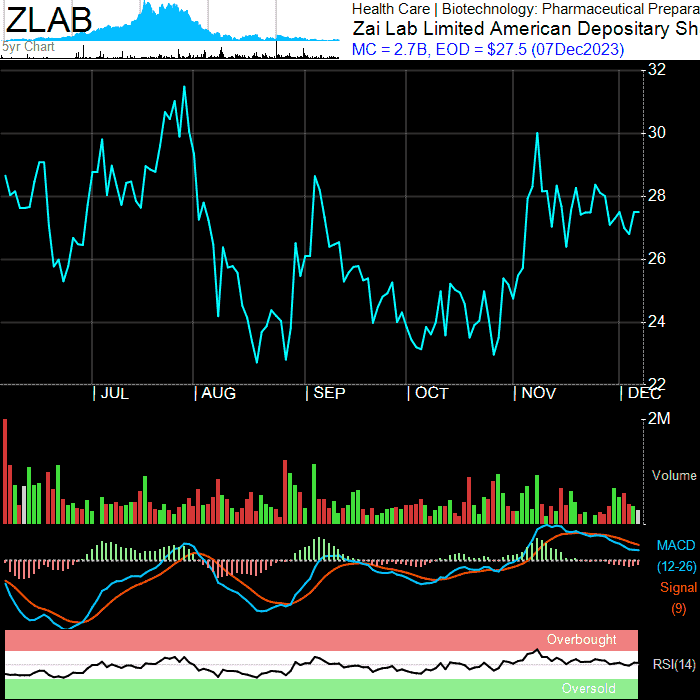 ZLAB
5yr Chart
Health Care | Biotechnology: Pharmaceutical Prepara
Zai Lab Limited American Depositary Sh
MC = 2.7B, EOD = $27.5 (07Dec2023)
32
30
28
26
24
22
| JUL | AUG | SEP | OCT | NOV | DEC
2M
Volume
MACD
(12-26)
Signal
(9)
Overbought
RSI(14)
Oversold